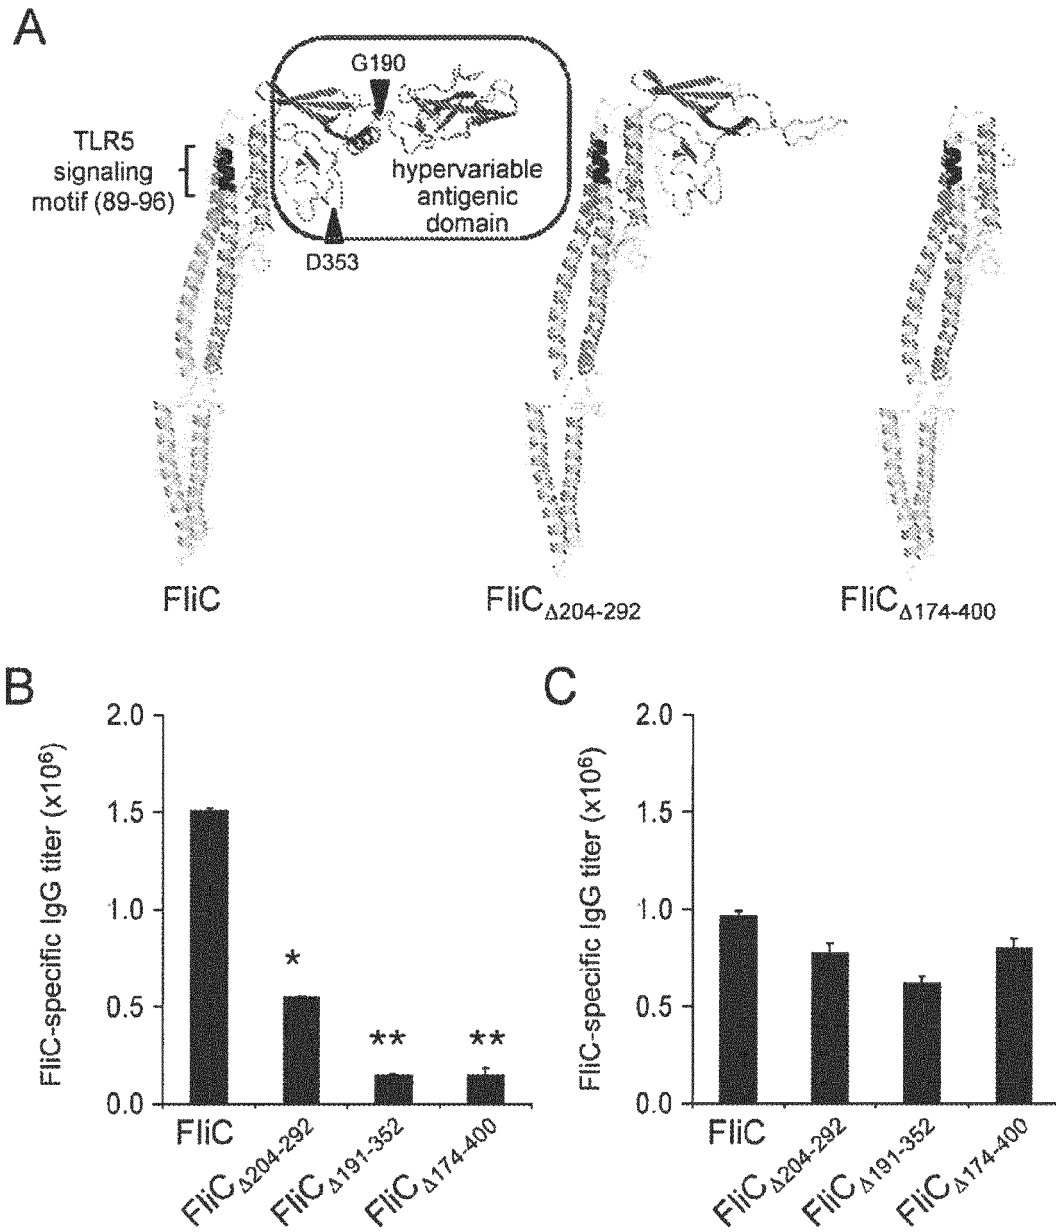 A
G190
TLR5
signaling
motif (89-96)
hypervariable
antigenic
domain
D353
FliC
FliCΔ204-292
FliCΔ174-400
B
FliC-specific IgG titer (x10⁶)
2.0
1.5
1.0
0.5
0.0
*
**
**
FliC
FliCΔ204-292
FliCΔ191-352
FliCΔ174-400
C
FliC-specific IgG titer (x10⁶)
2.0
1.5
1.0
0.5
0.0
FliC
FliCΔ204-292
FliCΔ191-352
FliCΔ174-400